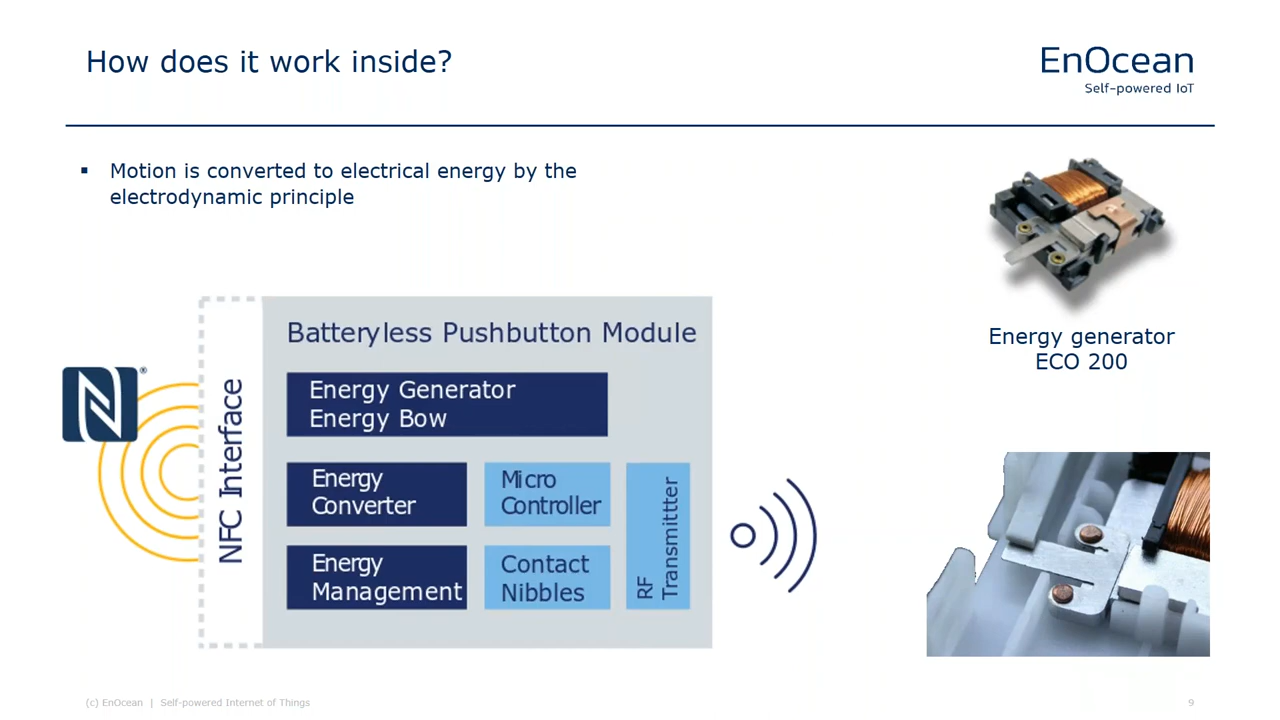 How does it work inside?
EnOcean
Self-powered IoT
▪ Motion is converted to electrical energy by the
electrodynamic principle
Energy generator
ECO 200
Batteryless Pushbutton Module
NFC Interface
®
Energy Generator
Energy Bow
Energy
Converter
Micro
Controller
Energy
Management
Contact
Nibbles
RF
Transmittter
(c) EnOcean | Self-powered Internet of Things
9